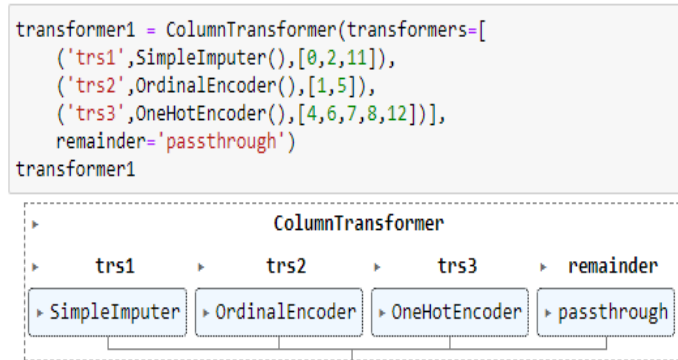 transformer1 = ColumnTransformer(transformers=[
    ('trs1',SimpleImputer(),[0,2,11]),
    ('trs2',OrdinalEncoder(),[1,5]),
    ('trs3',OneHotEncoder(),[4,6,7,8,12])],
    remainder='passthrough')
transformer1
ColumnTransformer
trs1 trs2 trs3 remainder
SimpleImputer OrdinalEncoder OneHotEncoder passthrough